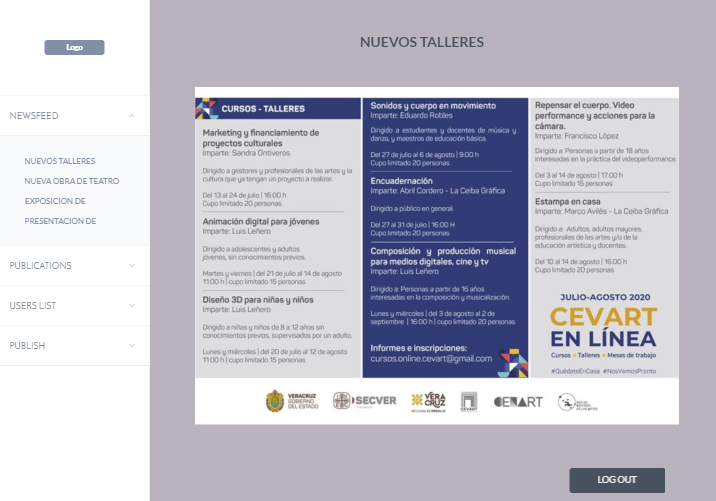 Logo
NEWSFEED
NUEVOS TALLERES
NUEVA OBRA DE TEATRO
EXPOSICION DE
PRESENTACION DE
PUBLICATIONS
USERS LIST
PUBLISH
NUEVOS TALLERES
CURSOS - TALLERES
Marketing y financiamiento de
proyectos culturales
Imparte: Sandra Ontiveros
Dirigido a gestores y profesionales de las artes y la
cultura que ya tengan un proyecto a realizar.
Del 13 al 24 de julio | 16:00 h
Cupo limitado 20 personas
Animación digital para jóvenes
Imparte: Luis Leñero
Dirigido a adolescentes y adultos
jóvenes, sin conocimientos previos.
Martes y viernes | del 21 de julio al 14 de agosto
11:00 h | cupo limitado 15 personas
Diseño 3D para niñas y niños
Imparte: Luis Leñero
Dirigido a niñas y niños de 8 a 12 años sin
conocimientos previos, supervisados por un adulto.
Lunes y miércoles | del 20 de julio al 12 de agosto
11:00 h | cupo limitado 15 personas
Sonidos y cuerpo en movimiento
Imparte: Eduardo Robles
Dirigido a estudiantes y docentes de música y
danza, y maestros de educación básica.
Del 27 de julio al 6 de agosto | 9:00 h
Cupo limitado 20 personas
Encuadernación
Imparte: Abril Cordero - La Ceiba Gráfica
Dirigido a público en general.
Del 27 al 31 de julio | 16:00 H
Cupo limitado 20 personas
Composición y producción musical
para medios digitales, cine y tv
Imparte: Luis Leñero
Dirigido a: Personas a partir de 16 años
interesadas en la composición y musicalización.
Lunes y miércoles | del 3 de agosto al 2 de
septiembre | 16:00 h | cupo limitado 20 personas
Informes e inscripciones:
cursos.online.cevart@gmail.com
Repensar el cuerpo. Video
performance y acciones para la
cámara.
Imparte: Francisco López
Dirigido a: Personas a partir de 18 años
interesadas en la práctica del videoperformance.
Del 3 al 14 de agosto | 17:00 h
Cupo limitado 15 personas
Estampa en casa
Imparte: Marco Avilés - La Ceiba Gráfica
Dirigido a: Adultos, adultos mayores,
profesionales de las artes y/o de la
educación artística y docentes.
Del 10 al 14 de agosto | 16:00 h
Cupo limitado 20 personas
JULIO-AGOSTO 2020
CEVART
EN LÍNEA
Cursos Talleres Mesas de trabajo
#QuédateEnCasa #NosVemosPronto
VERACRUZ
GOBIERNO
DEL ESTADO
SECVER
VERA
CRUZ
ME LLENA DE ORGULLO
CEVART
CENART
LOG OUT